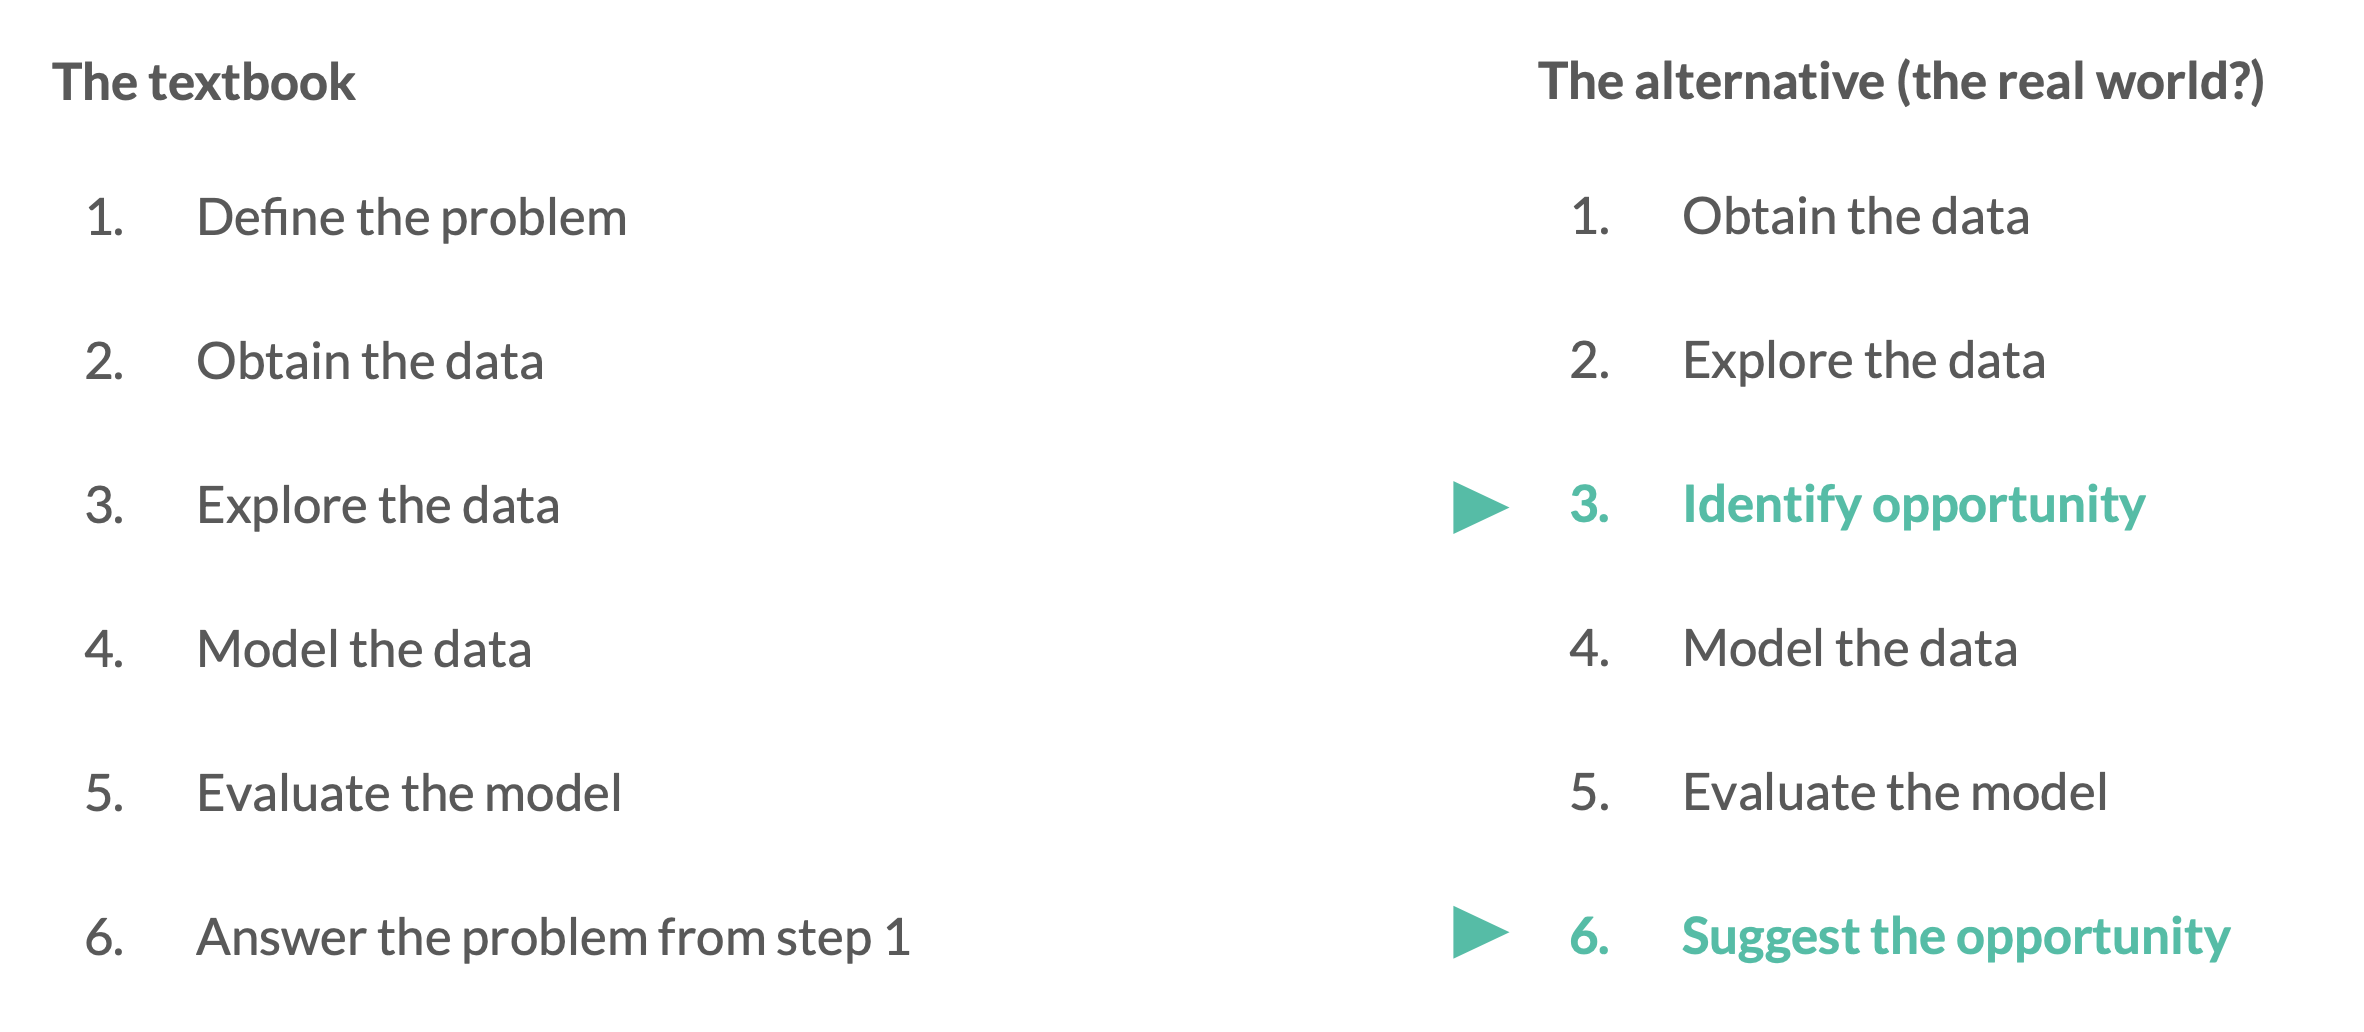 The textbook
1. Define the problem
2. Obtain the data
3. Explore the data
4. Model the data
5. Evaluate the model
6. Answer the problem from step 1
The alternative (the real world?)
1. Obtain the data
2. Explore the data
3. Identify opportunity
4. Model the data
5. Evaluate the model
6. Suggest the opportunity